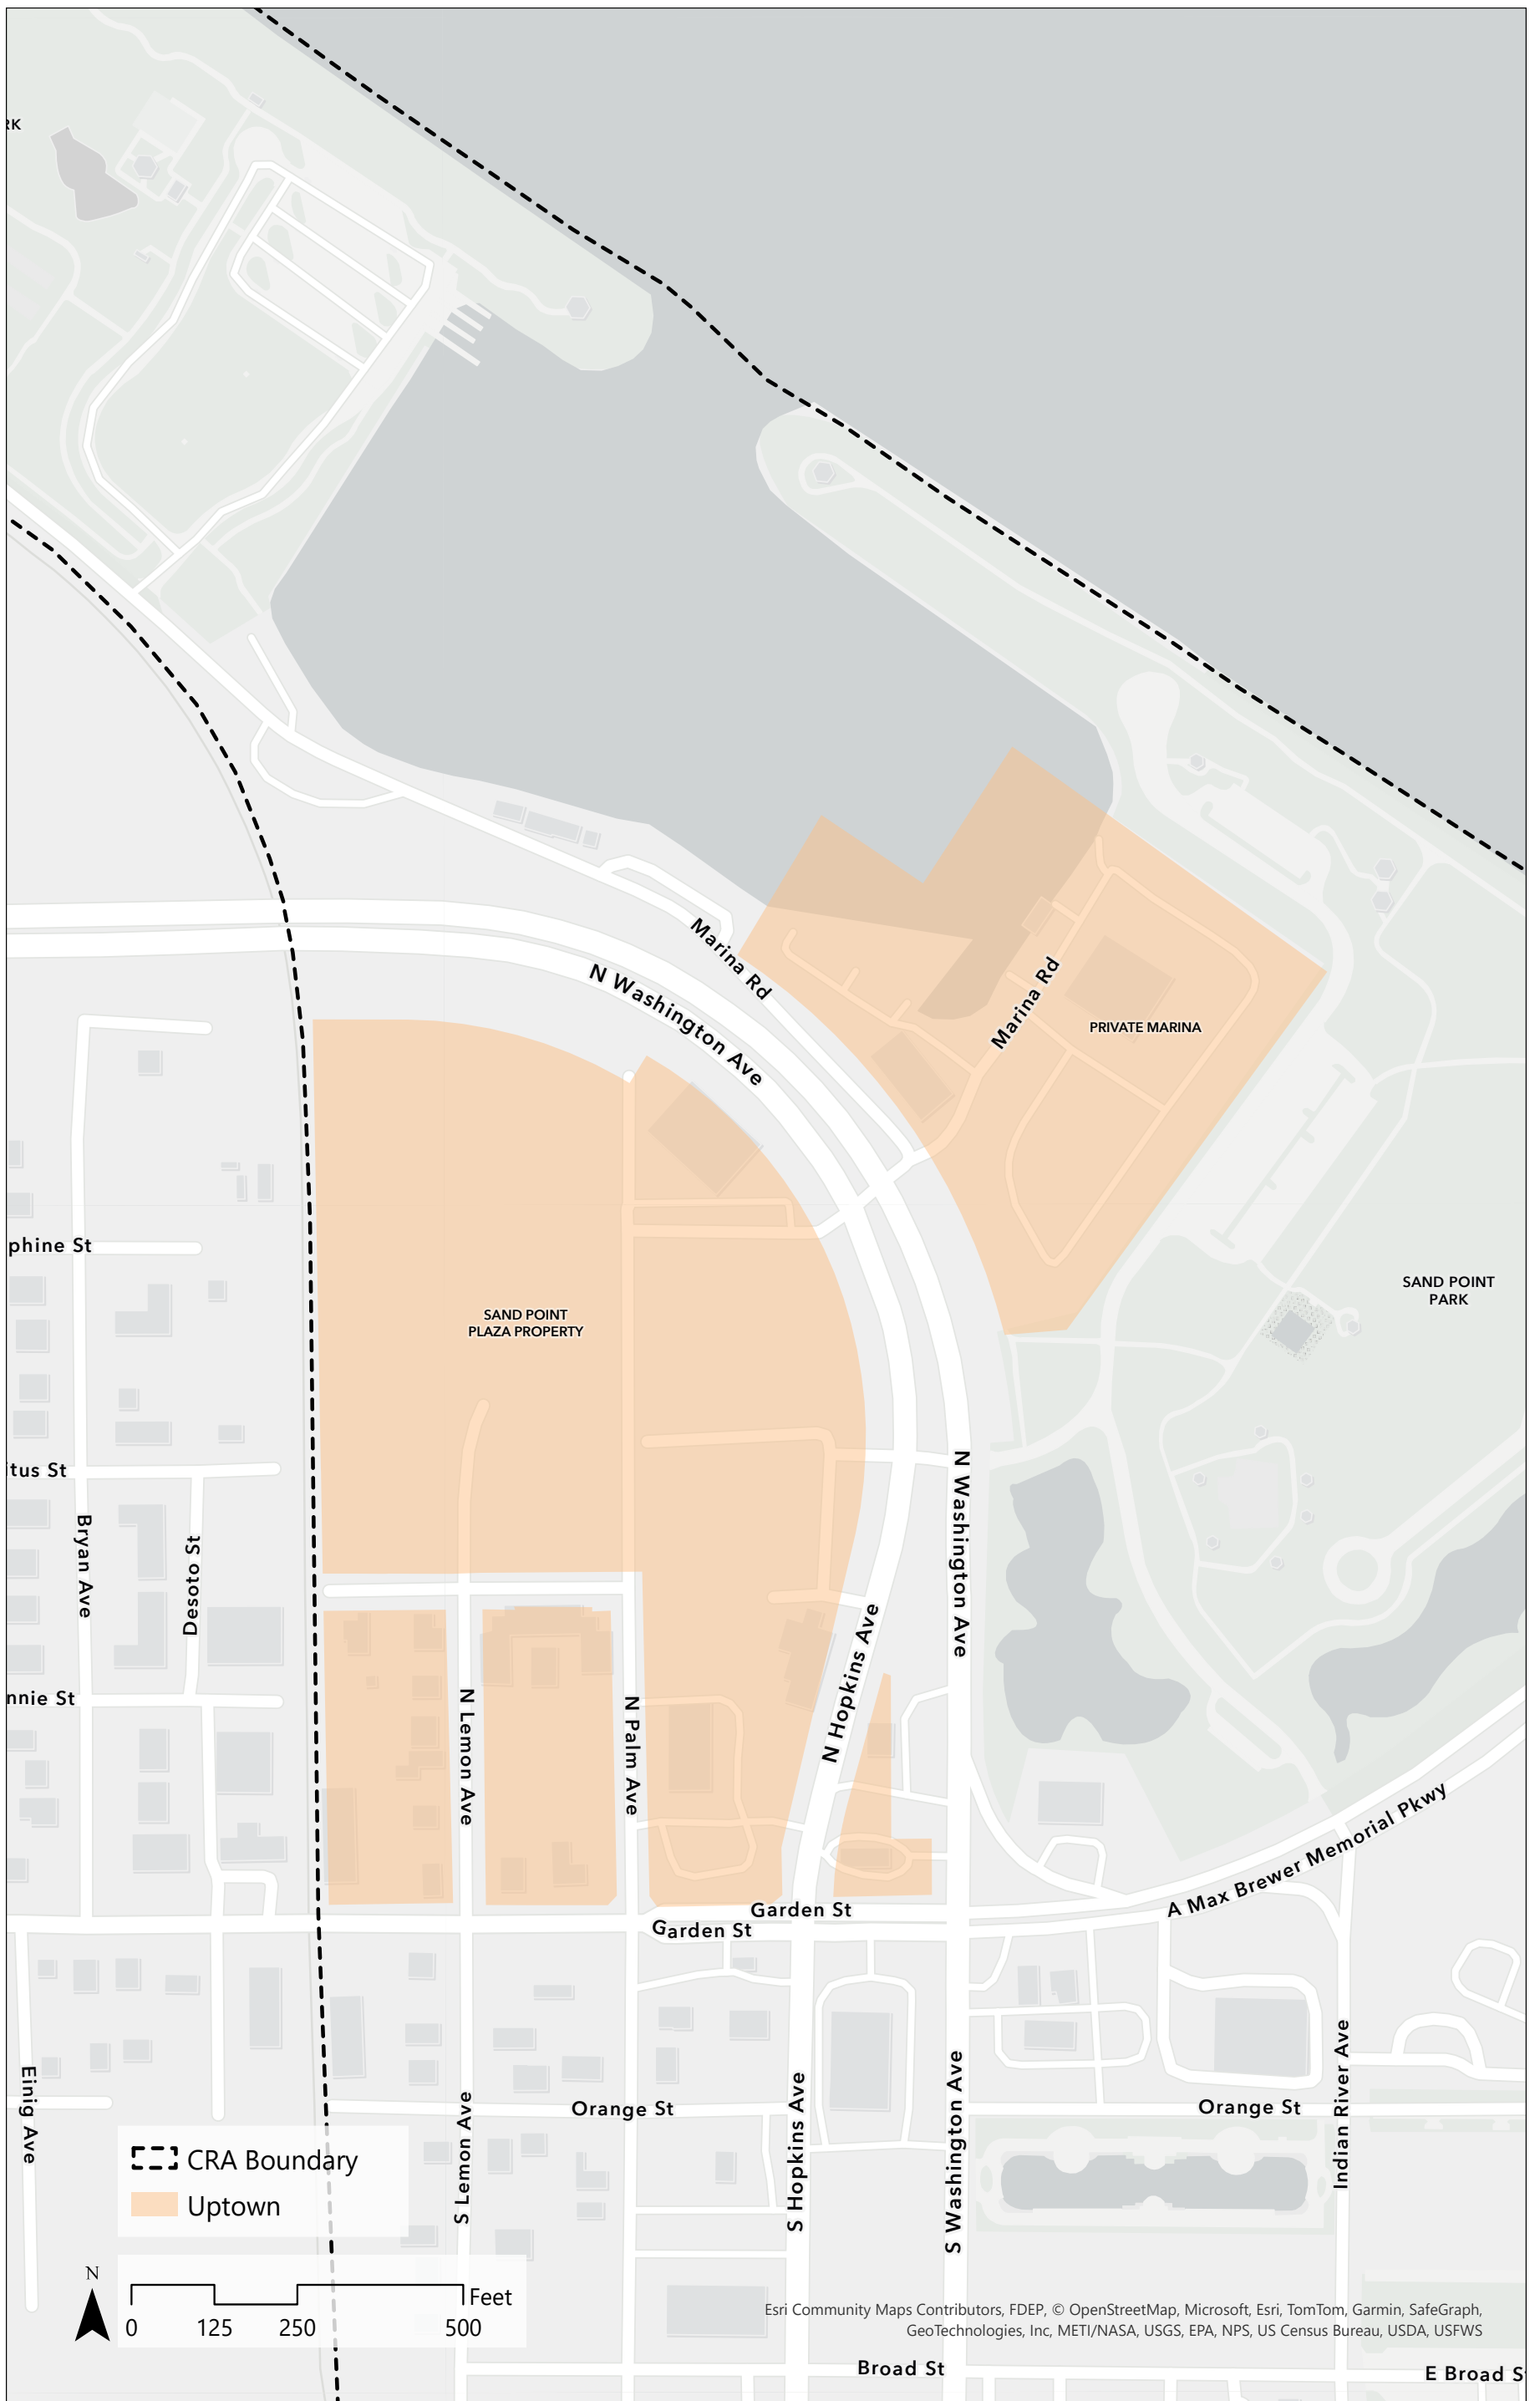 RK
Marina Rd
N Washington Ave
Marina Rd
PRIVATE MARINA
phine St
SAND POINT
PLAZA PROPERTY
SAND POINT
PARK
itus St
Bryan Ave
Desoto St
N Washington Ave
N Hopkins Ave
nnie St
N Lemon Ave
N Palm Ave
A Max Brewer Memorial Pkwy
Garden St
Garden St
Einig Ave
S Lemon Ave
Orange St
S Hopkins Ave
S Washington Ave
Orange St
Indian River Ave
CRA Boundary
Uptown
N
Feet
0 125 250 500
Esri Community Maps Contributors, FDEP, © OpenStreetMap, Microsoft, Esri, TomTom, Garmin, SafeGraph,
GeoTechnologies, Inc, METI/NASA, USGS, EPA, NPS, US Census Bureau, USDA, USFWS
Broad St
E Broad S